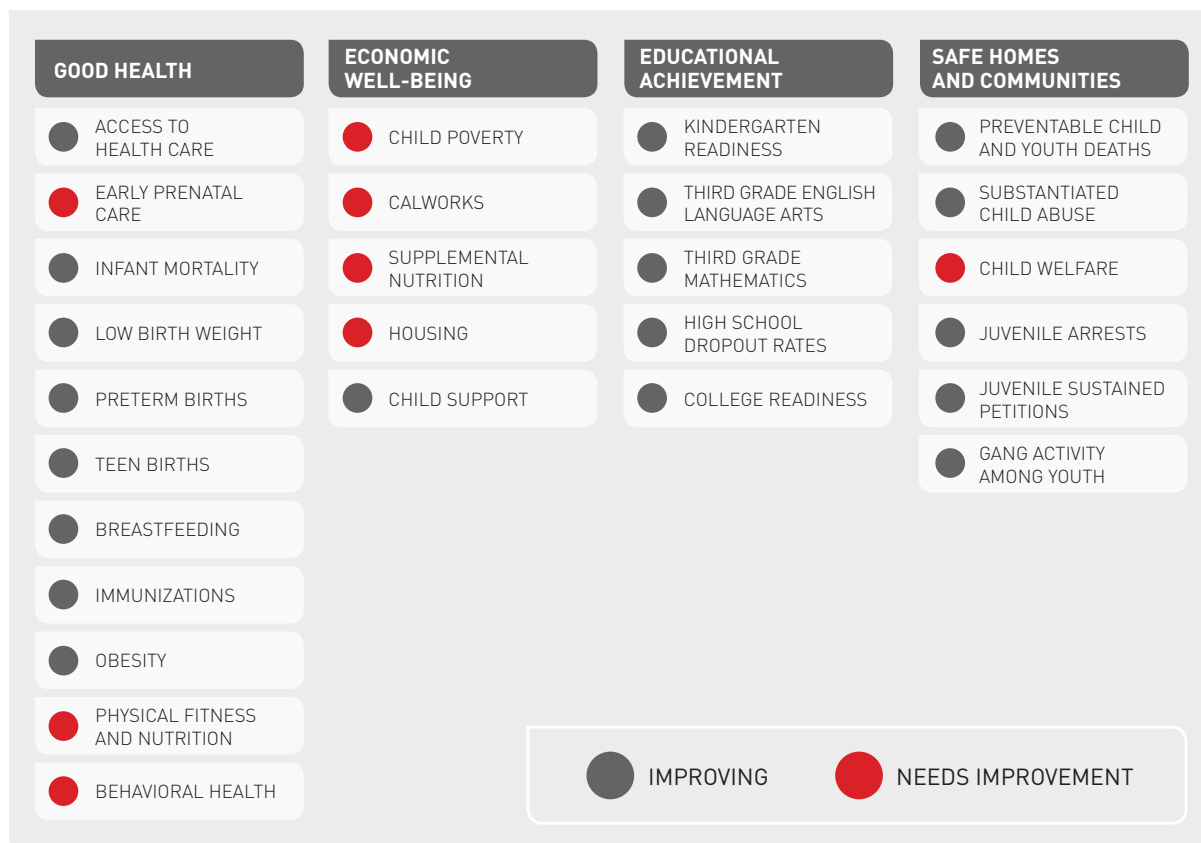 GOOD HEALTH
ACCESS TO
HEALTH CARE
EARLY PRENATAL
CARE
INFANT MORTALITY
LOW BIRTH WEIGHT
PRETERM BIRTHS
TEEN BIRTHS
BREASTFEEDING
IMMUNIZATIONS
OBESITY
PHYSICAL FITNESS
AND NUTRITION
BEHAVIORAL HEALTH
ECONOMIC
WELL-BEING
CHILD POVERTY
CALWORKS
SUPPLEMENTAL
NUTRITION
HOUSING
CHILD SUPPORT
EDUCATIONAL
ACHIEVEMENT
KINDERGARTEN
READINESS
THIRD GRADE ENGLISH
LANGUAGE ARTS
THIRD GRADE
MATHEMATICS
HIGH SCHOOL
DROPOUT RATES
COLLEGE READINESS
SAFE HOMES
AND COMMUNITIES
PREVENTABLE CHILD
AND YOUTH DEATHS
SUBSTANTIATED
CHILD ABUSE
CHILD WELFARE
JUVENILE ARRESTS
JUVENILE SUSTAINED
PETITIONS
GANG ACTIVITY
AMONG YOUTH
IMPROVING
NEEDS IMPROVEMENT